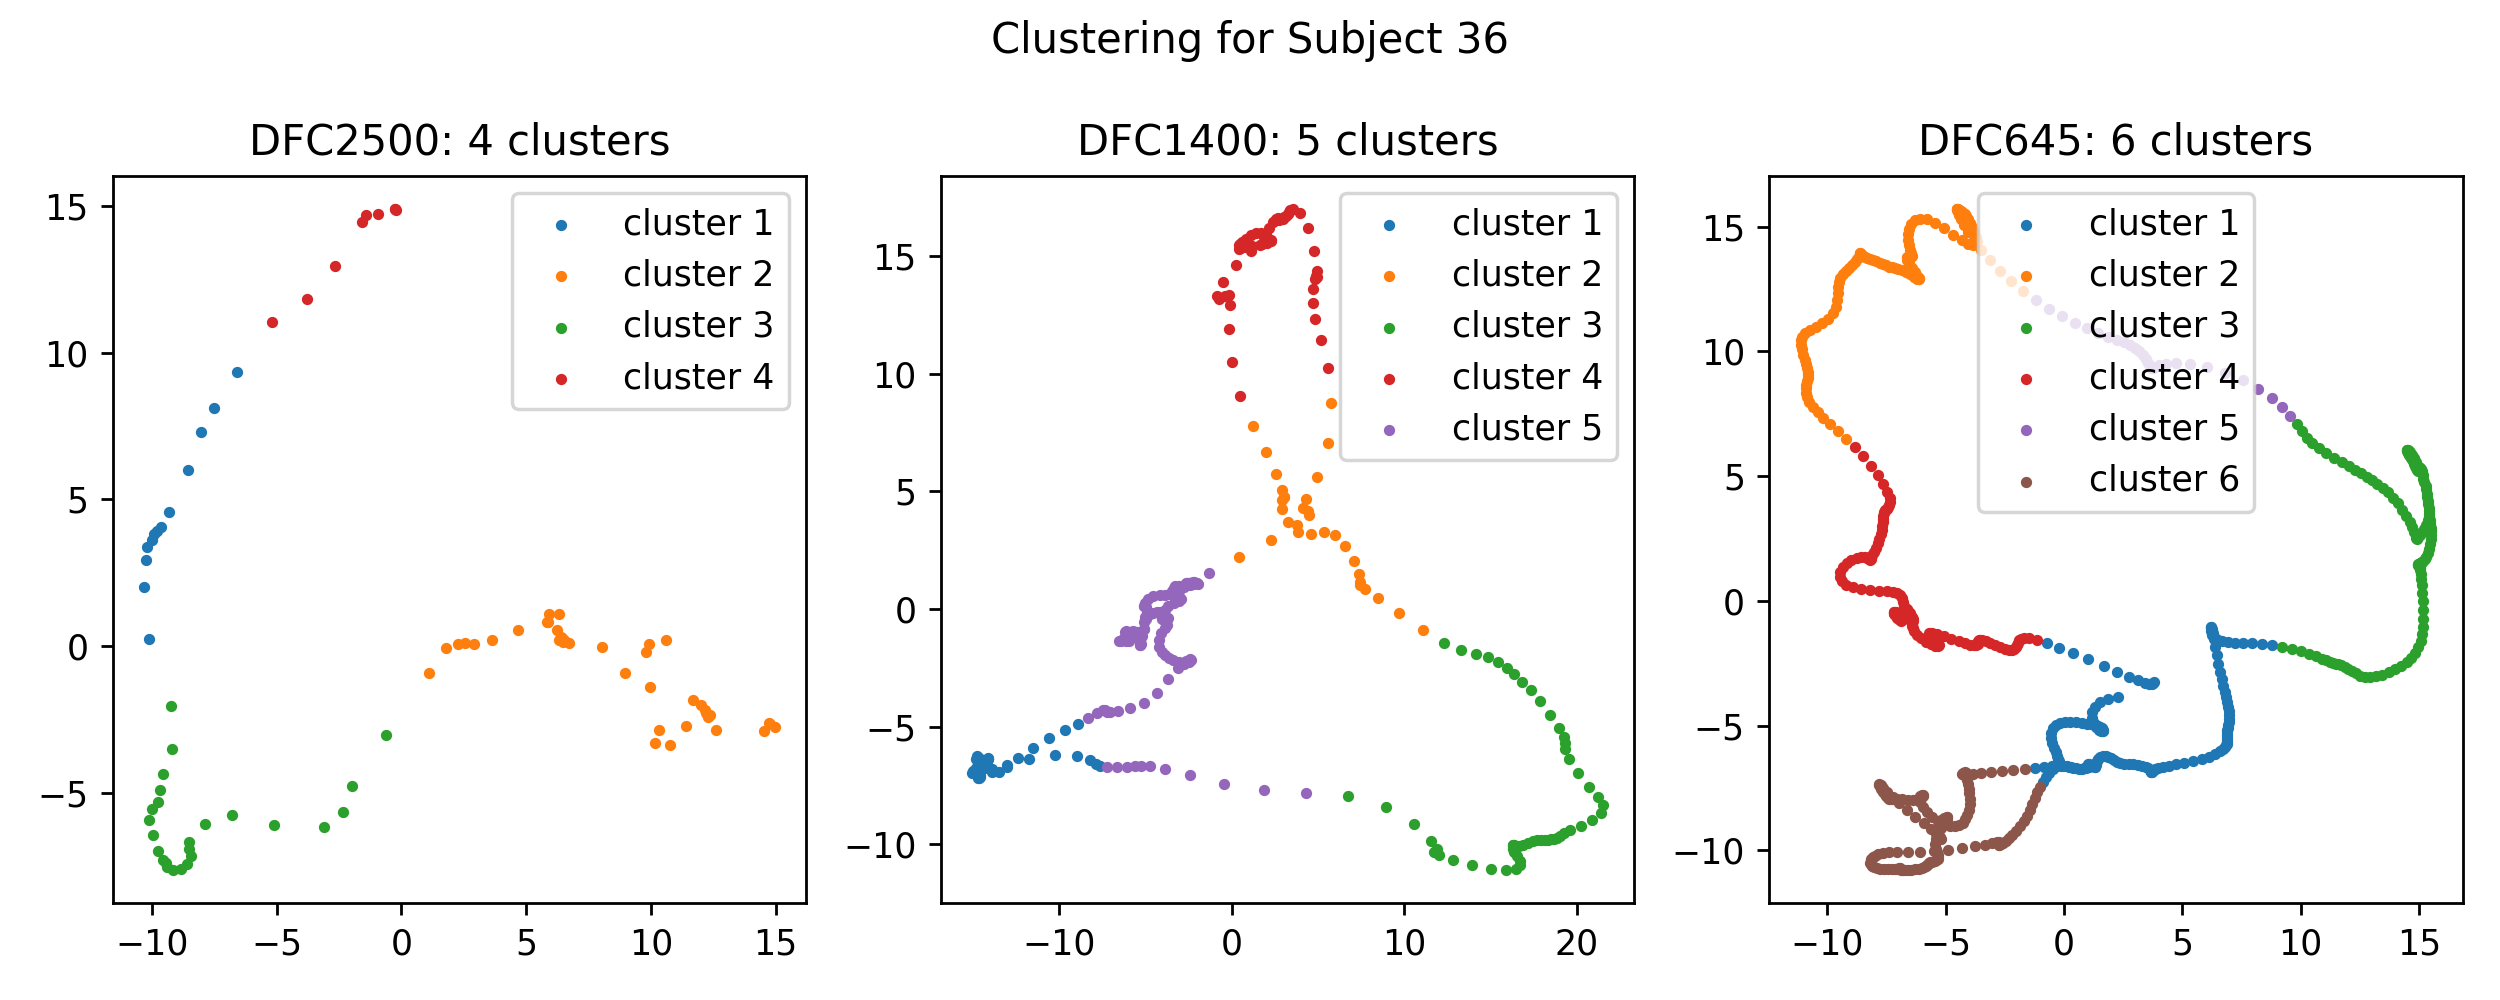 Clustering for Subject 36
DFC2500: 4 clusters
15
10
5
0
−5
−10
−5
0
5
10
15
cluster 1
cluster 2
cluster 3
cluster 4
DFC1400: 5 clusters
15
10
5
0
−5
−10
−10
0
10
20
cluster 1
cluster 2
cluster 3
cluster 4
cluster 5
DFC645: 6 clusters
15
10
5
0
−5
−10
−10
−5
0
5
10
15
cluster 1
cluster 2
cluster 3
cluster 4
cluster 5
cluster 6